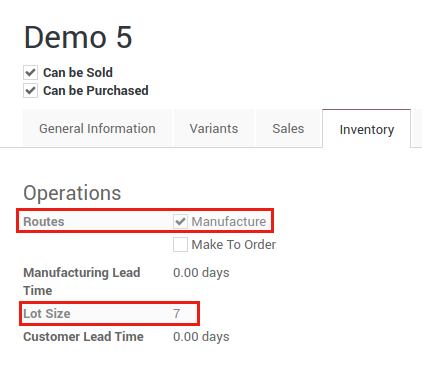 Demo 5
Can be Sold
Can be Purchased
General Information Variants Sales Inventory
Operations
Routes Manufacture
Make To Order
Manufacturing Lead Time 0.00 days
Lot Size 7
Customer Lead Time 0.00 days